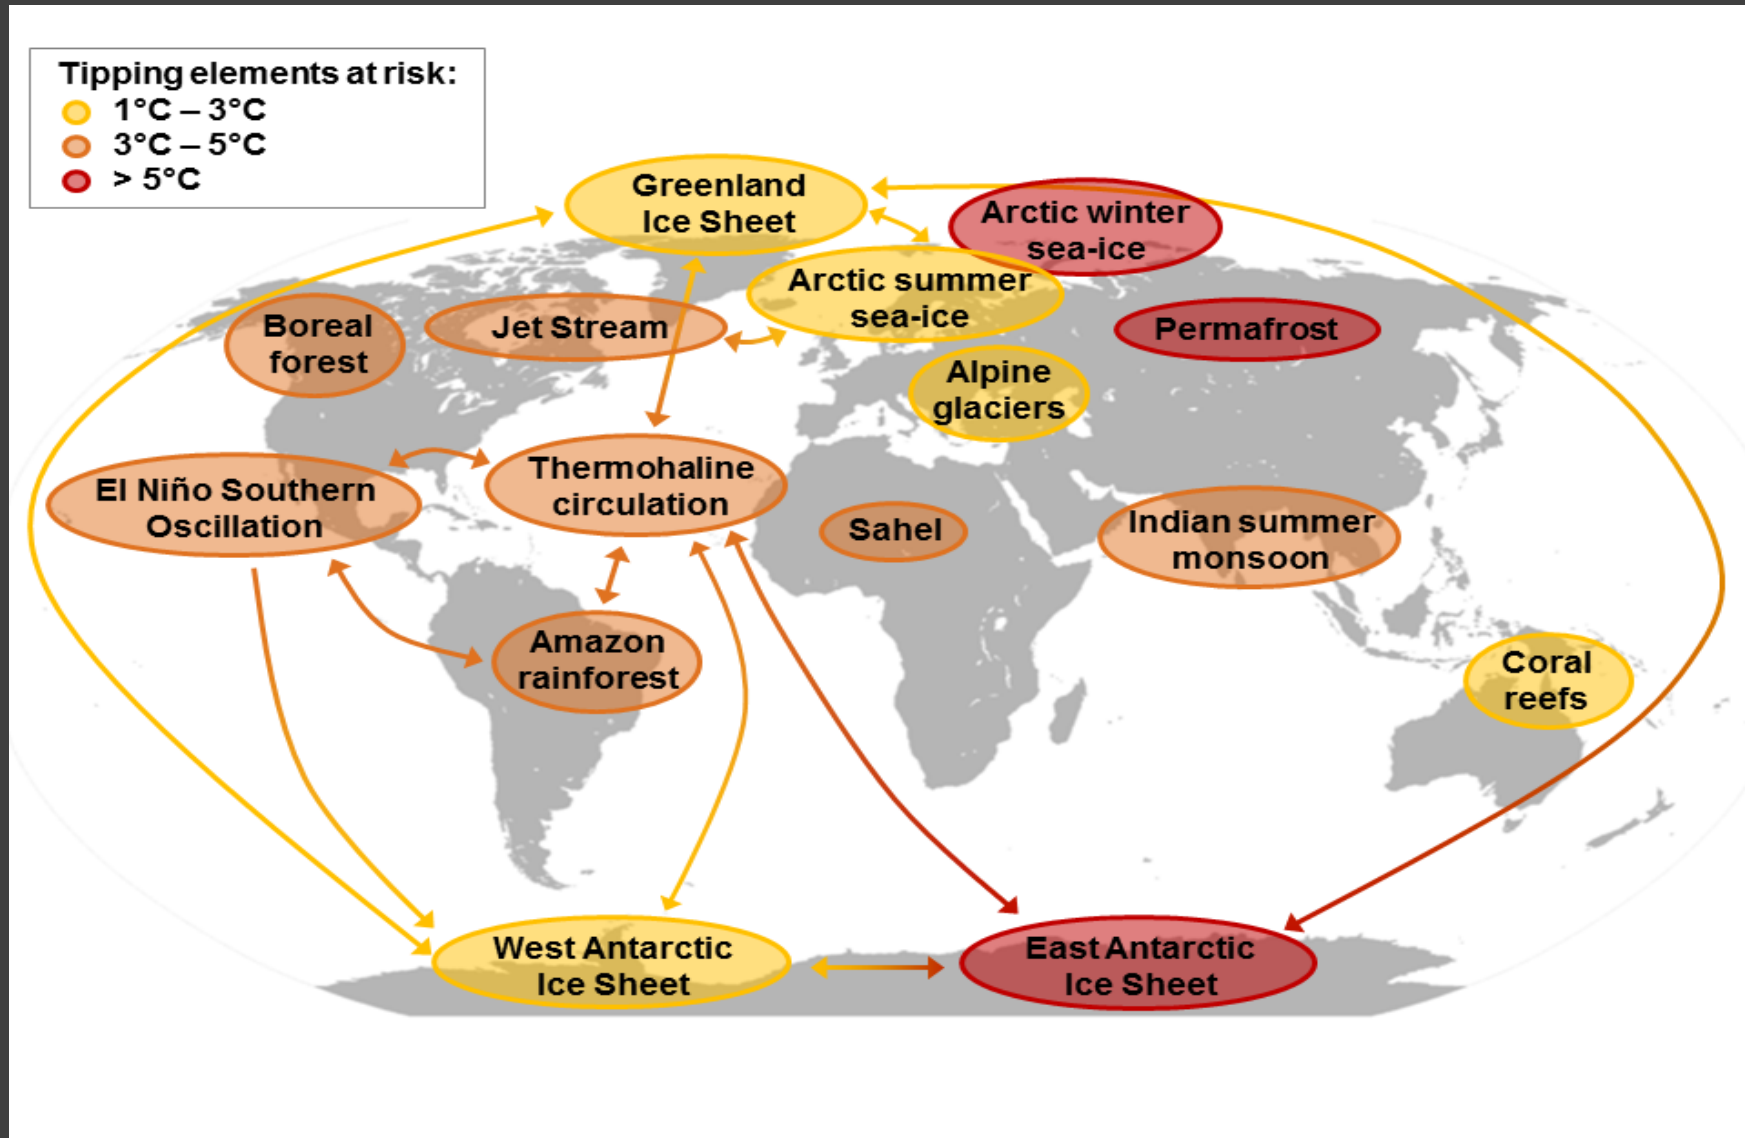 Tipping elements at risk:
1°C – 3°C
3°C – 5°C
> 5°C
Greenland
Ice Sheet
Arctic winter
sea-ice
Arctic summer
sea-ice
Boreal
forest
Jet Stream
Permafrost
Alpine
glaciers
El Niño Southern
Oscillation
Thermohaline
circulation
Sahel
Indian summer
monsoon
Amazon
rainforest
Coral
reefs
West Antarctic
Ice Sheet
East Antarctic
Ice Sheet